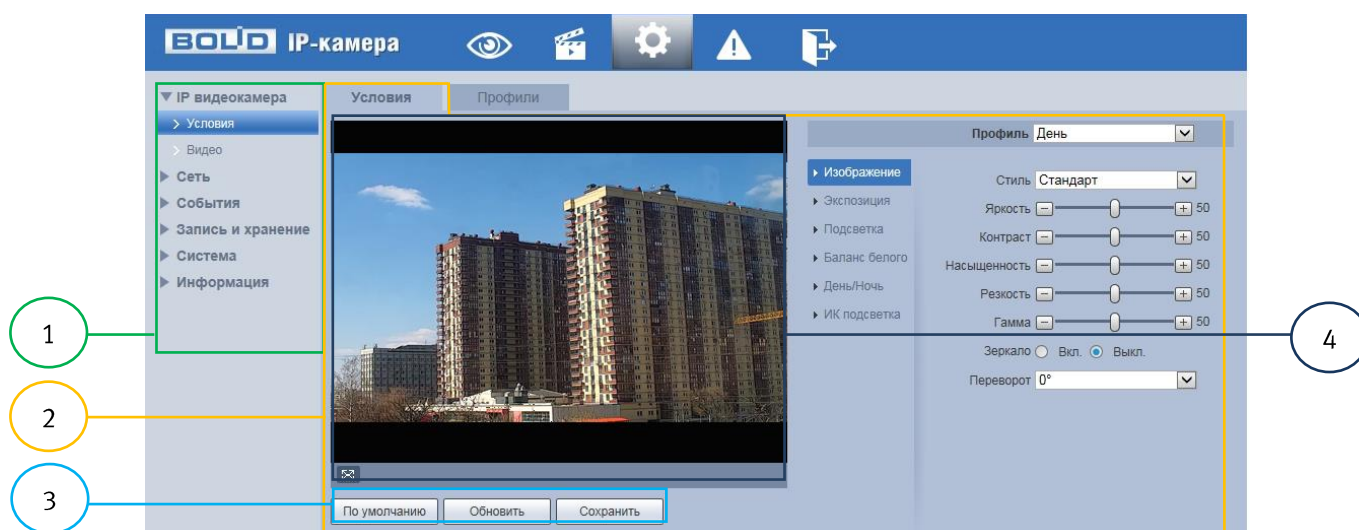 BOLID IP-камера
IP видеокамера
Условия
Видео
Сеть
События
Запись и хранение
Система
Информация
Условия
Профили
Профиль День
Изображение
Экспозиция
Подсветка
Баланс белого
День/Ночь
ИК подсветка
Стиль Стандарт
Яркость 50
Контраст 50
Насыщенность 50
Резкость 50
Гамма 50
Зеркало Вкл. Выкл.
Переворот 0°
По умолчанию Обновить Сохранить
1
2
3
4